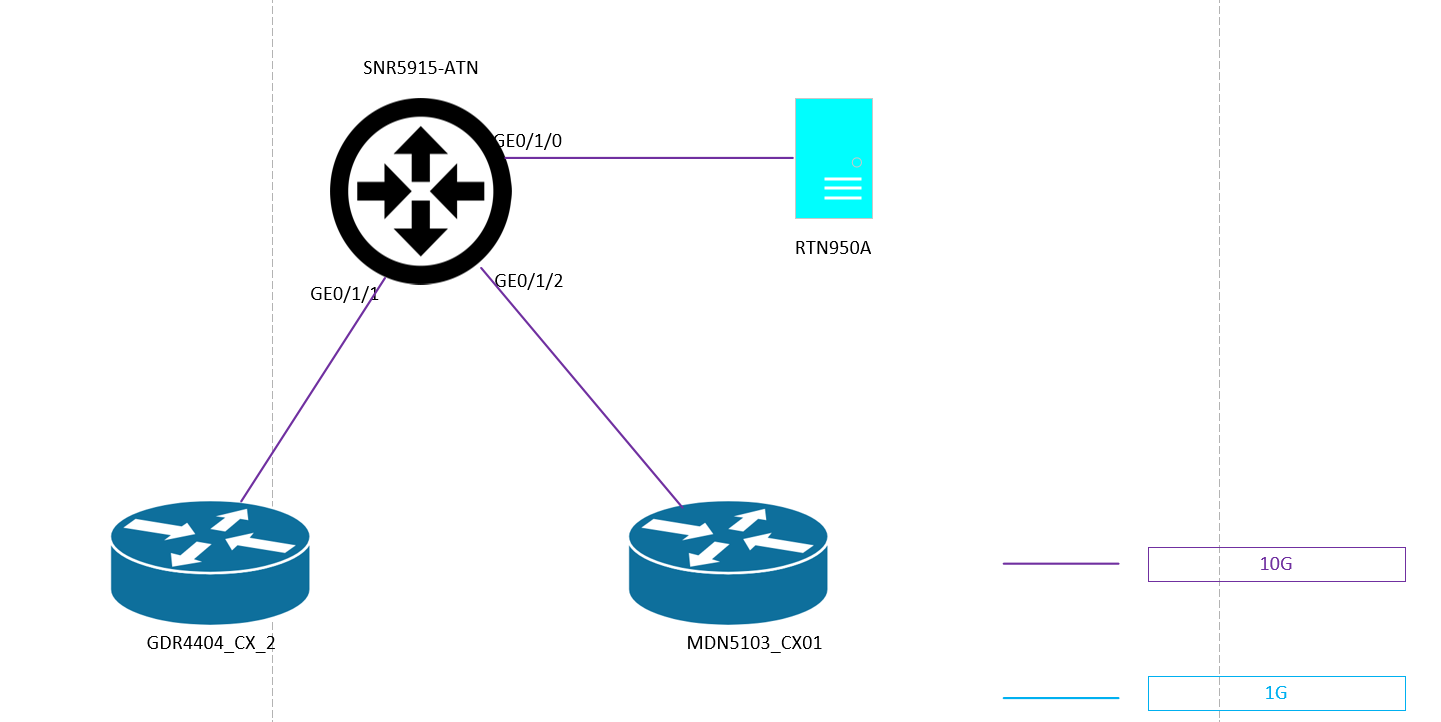 SNR5915-ATN
GE0/1/0
RTN950A
GE0/1/1
GE0/1/2
GDR4404_CX_2
MDN5103_CX01
10G
1G